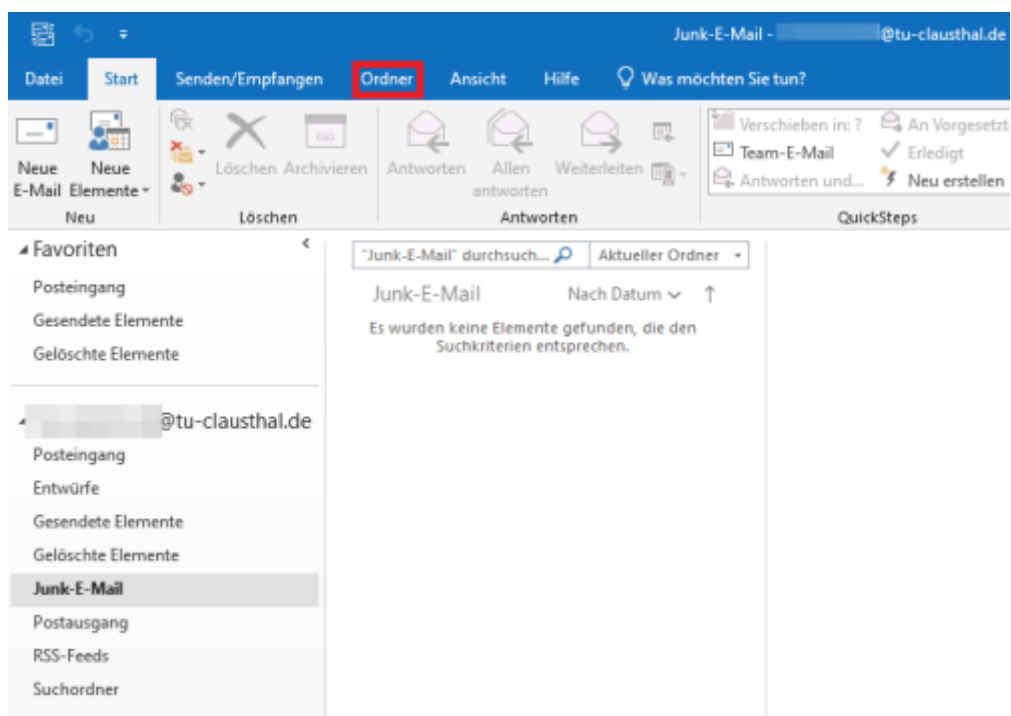 Junk-E-Mail - @tu-clausthal.de
Datei Start Senden/Empfangen Ordner Ansicht Hilfe Was möchten Sie tun?
Neue E-Mail
Neue Elemente
Löschen Archivieren
Antworten Allen antworten Weiterleiten
Verschieben in: ? An Vorgesetzt
Team-E-Mail Erledigt
Antworten und... Neu erstellen
Neu Löschen Antworten QuickSteps
Favoriten
Posteingang
Gesendete Elemente
Gelöschte Elemente
@tu-clausthal.de
Posteingang
Entwürfe
Gesendete Elemente
Gelöschte Elemente
Junk-E-Mail
Postausgang
RSS-Feeds
Suchordner
"Junk-E-Mail" durchsuch... Aktueller Ordner
Junk-E-Mail Nach Datum
Es wurden keine Elemente gefunden, die den
Suchkriterien entsprechen.